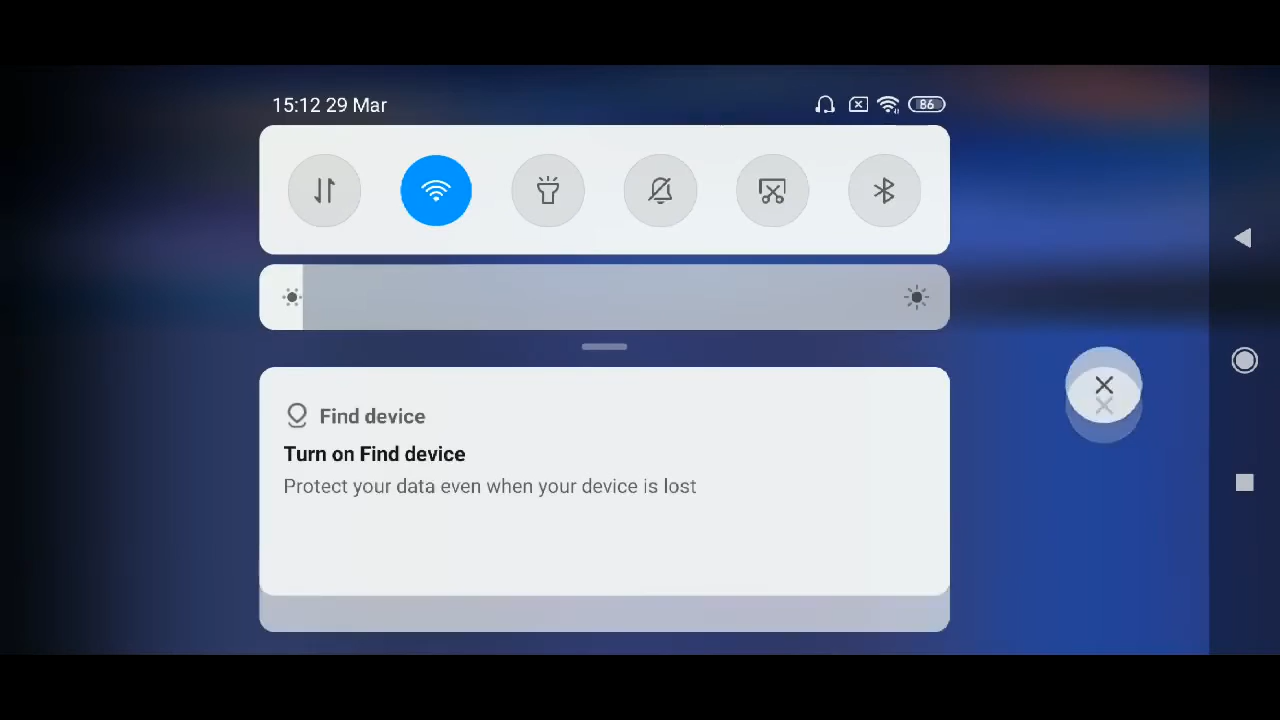 15:12 29 Mar
86
Find device
Turn on Find device
Protect your data even when your device is lost